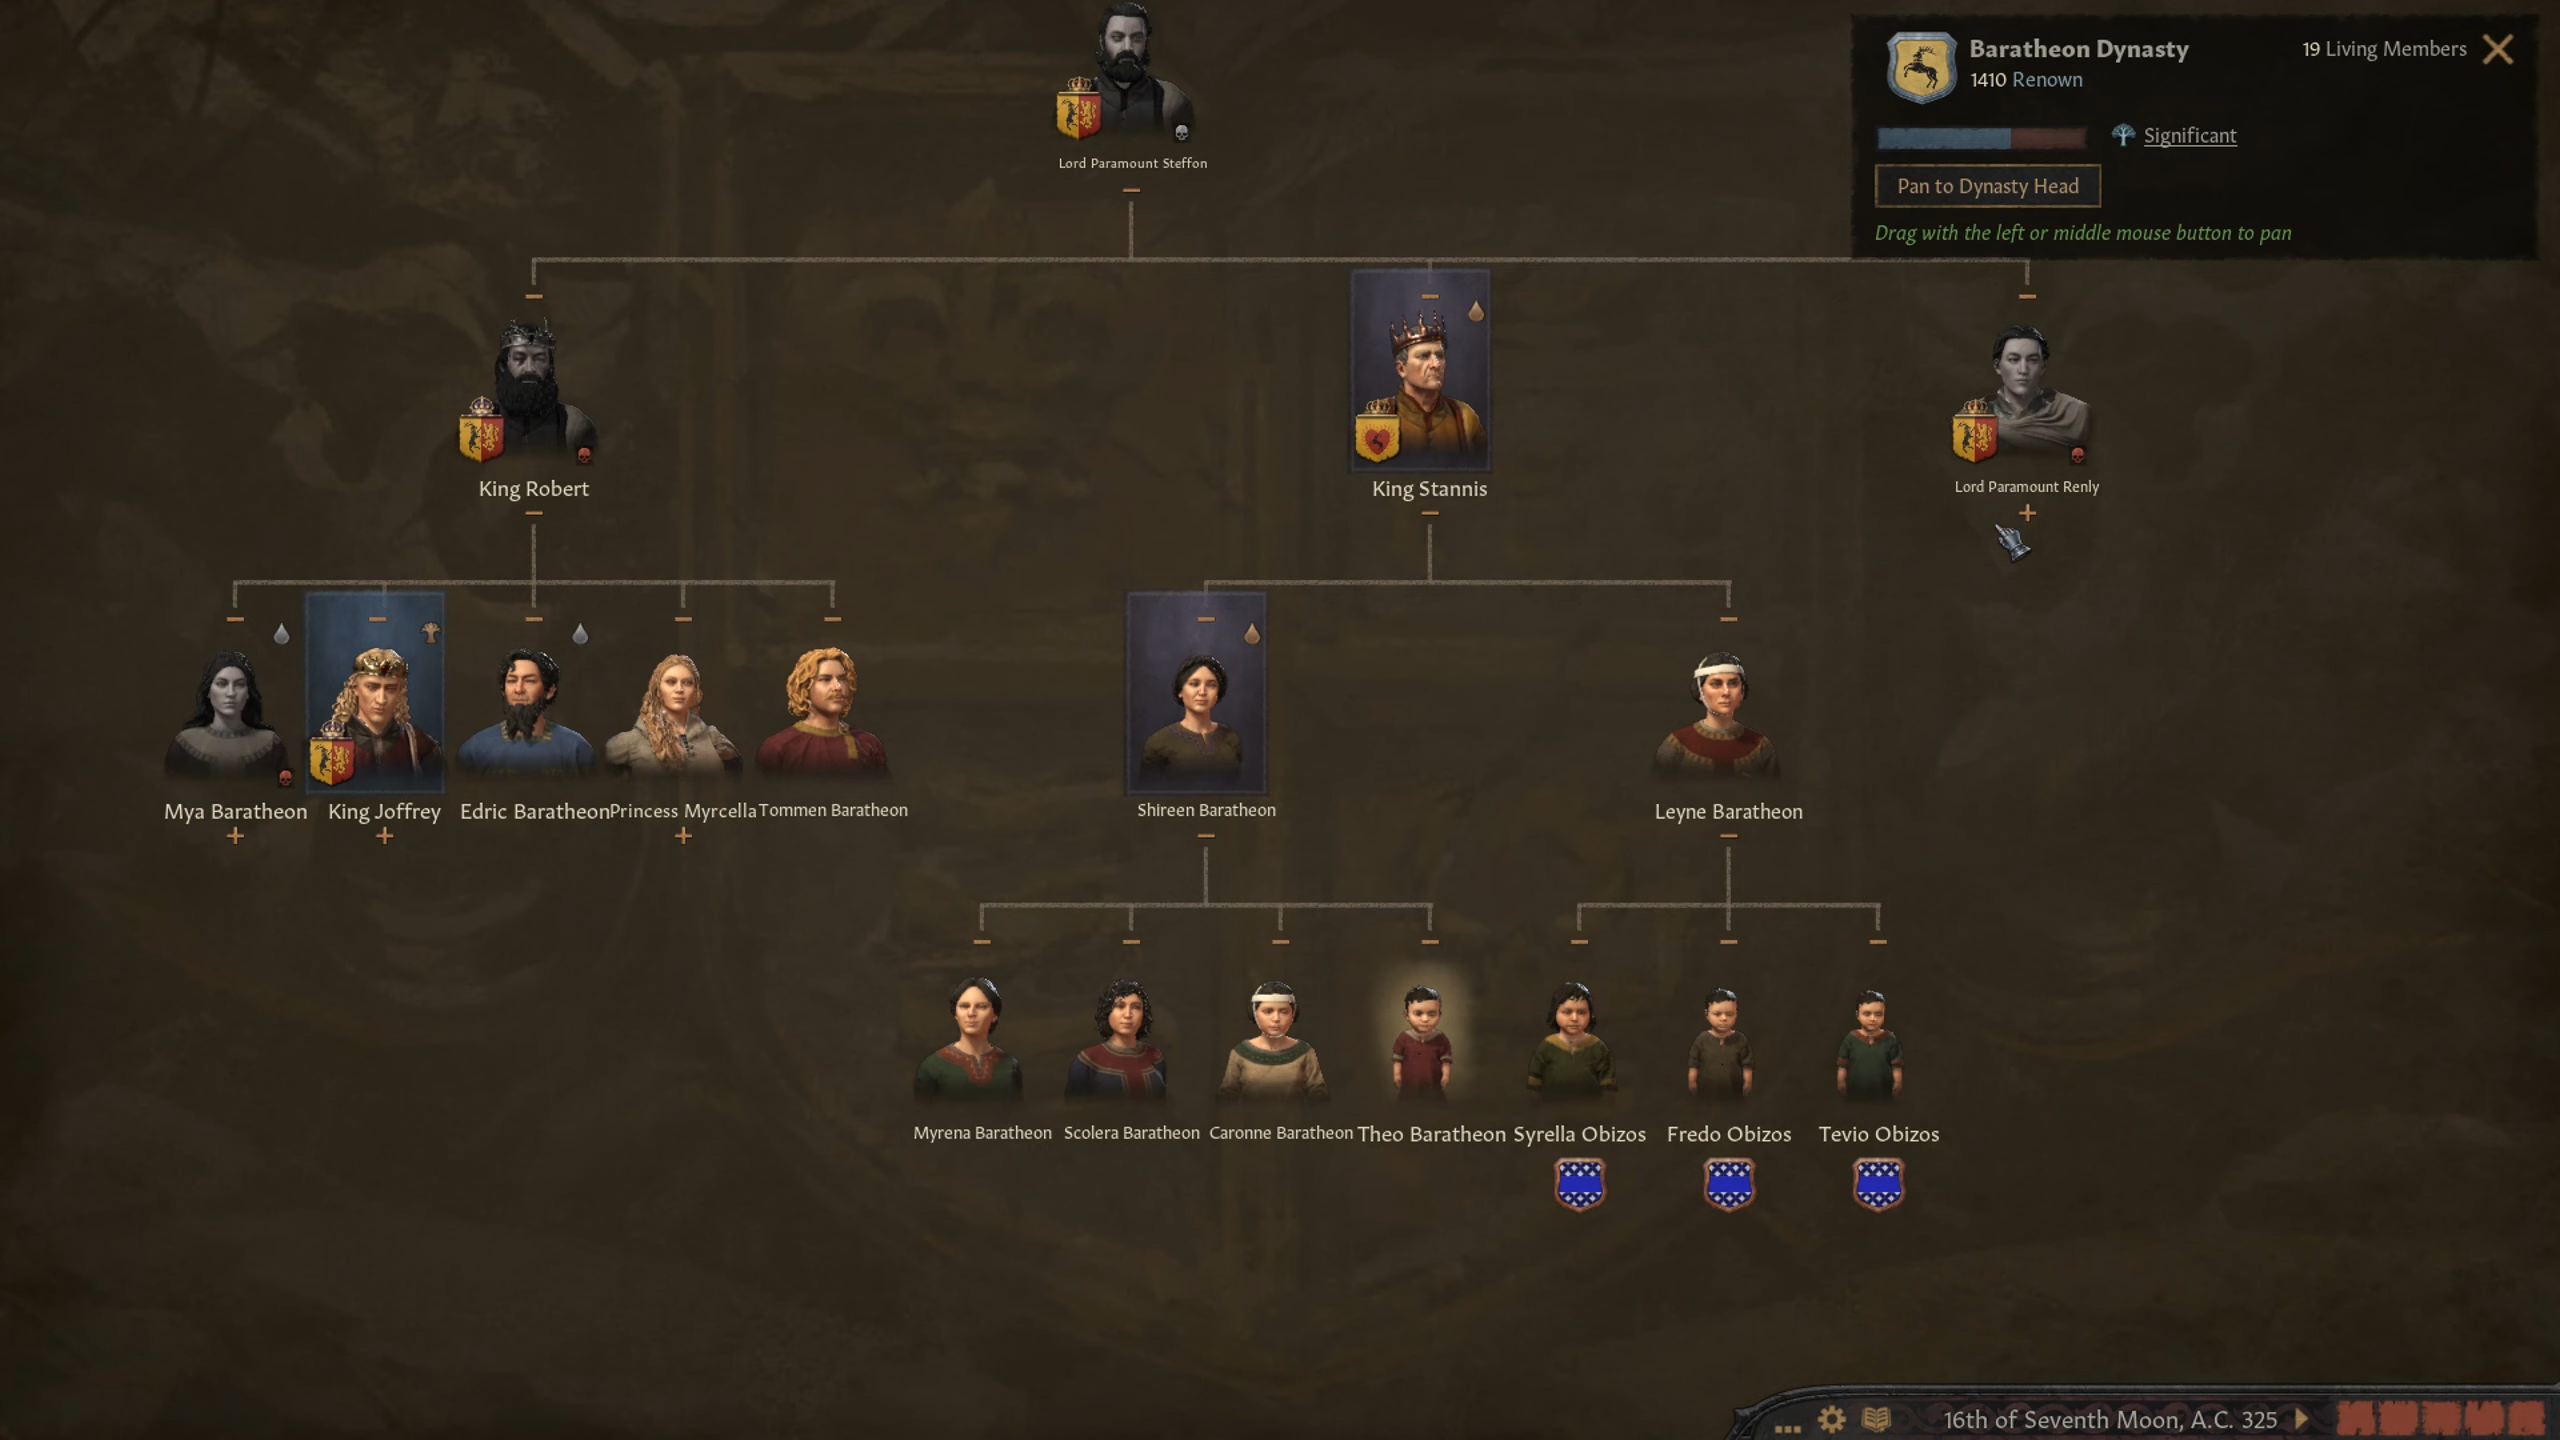 Baratheon Dynasty
19 Living Members
1410 Renown
Significant
Pan to Dynasty Head
Drag with the left or middle mouse button to pan
Lord Paramount Steffon
King Robert
King Stannis
Lord Paramount Renly
Mya Baratheon
King Joffrey
Edric Baratheon
Princess Myrcella
Tommen Baratheon
Shireen Baratheon
Leyne Baratheon
Myrena Baratheon
Scolera Baratheon
Caronne Baratheon
Theo Baratheon
Syrella Obizos
Fredo Obizos
Tevio Obizos
... 16th of Seventh Moon, A.C. 325